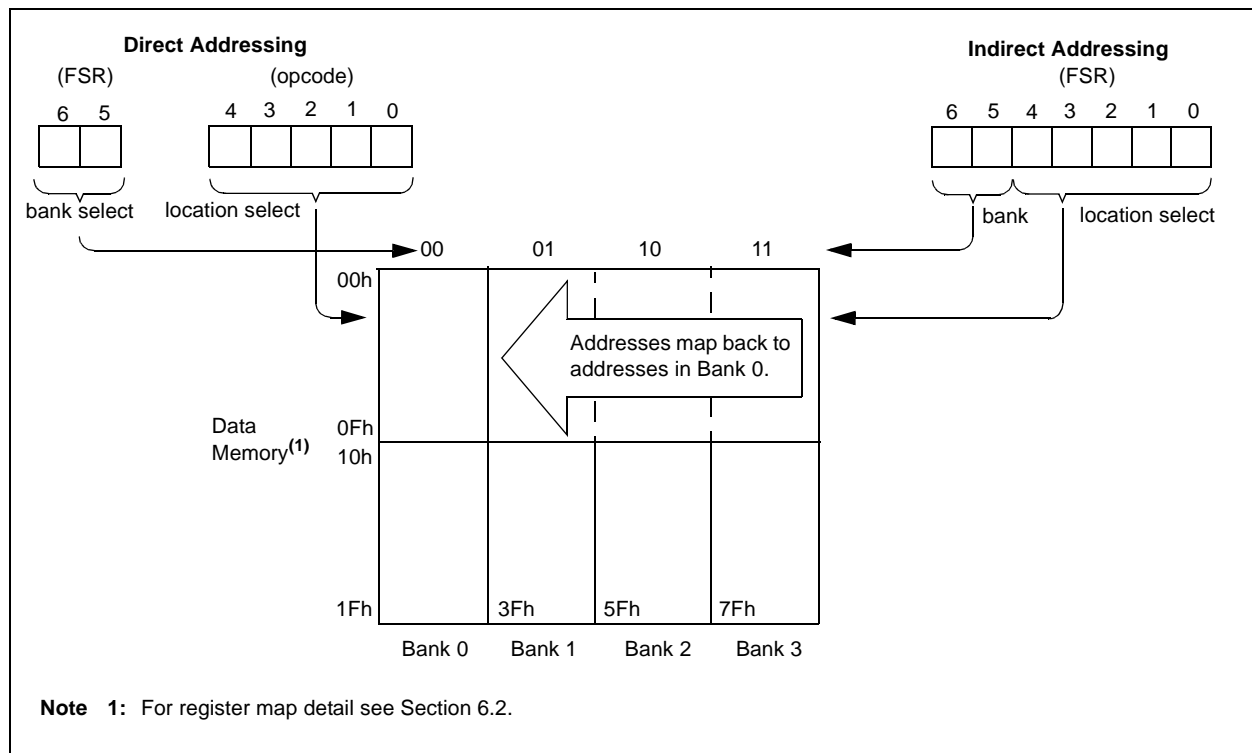 Direct Addressing
(FSR) (opcode)
6 5 4 3 2 1 0
bank select location select
Indirect Addressing
(FSR)
6 5 4 3 2 1 0
bank location select
00 01 10 11
00h
Addresses map back to
addresses in Bank 0.
Data
Memory(1)
0Fh
10h
1Fh 3Fh 5Fh 7Fh
Bank 0 Bank 1 Bank 2 Bank 3
Note 1: For register map detail see Section 6.2.